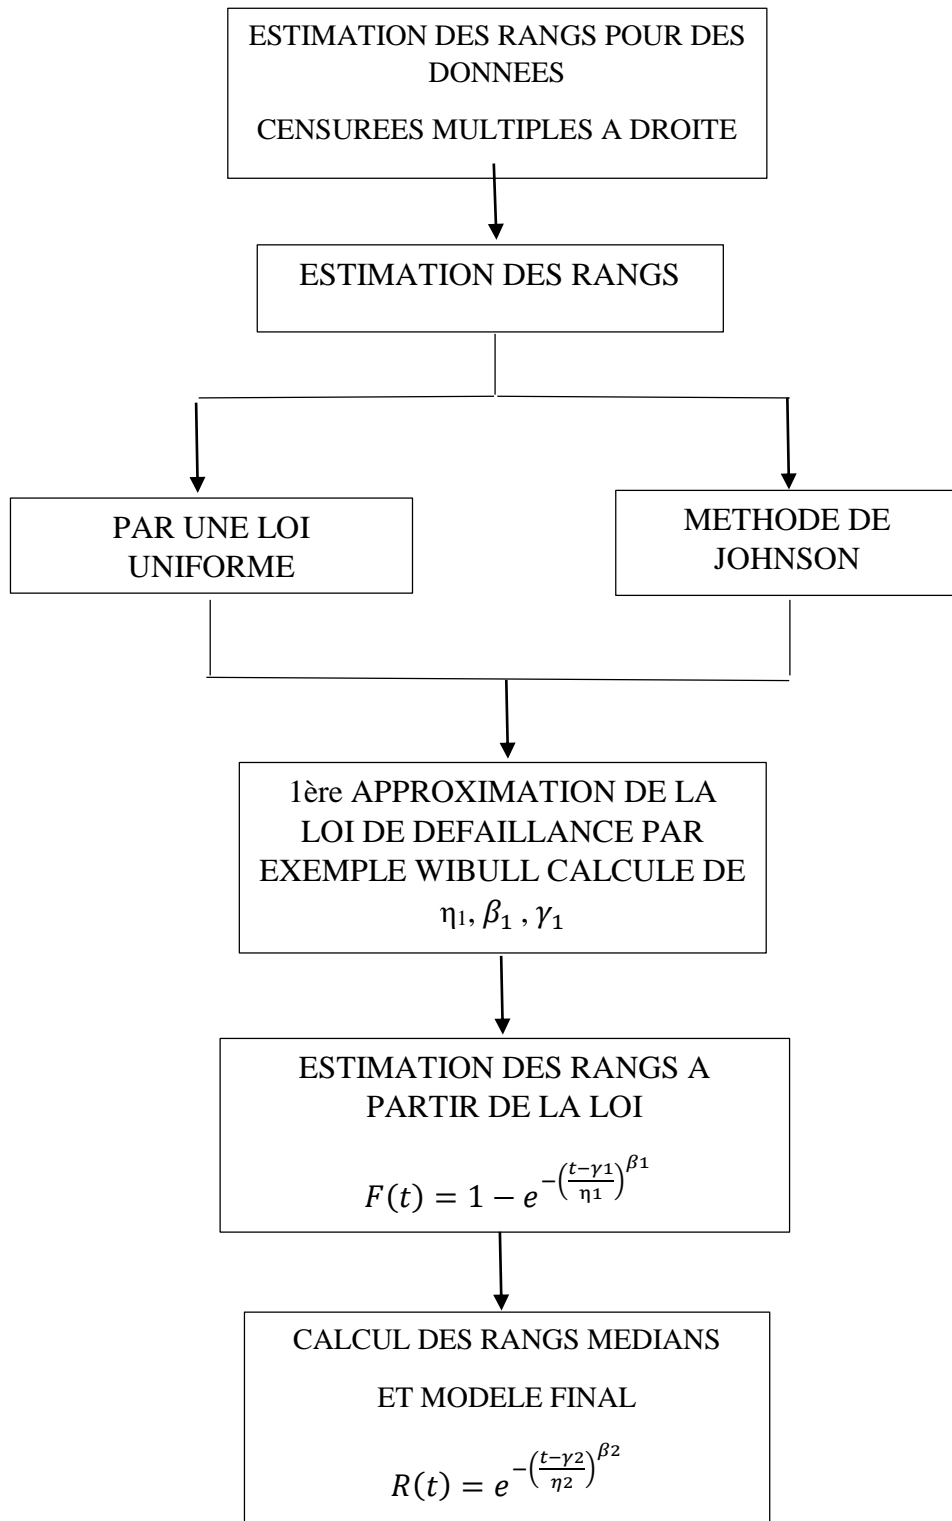 ESTIMATION DES RANGS POUR DES
DONNEES
CENSUREES MULTIPLES A DROITE
ESTIMATION DES RANGS
PAR UNE LOI
UNIFORME
METHODE DE
JOHNSON
1ère APPROXIMATION DE LA
LOI DE DEFAILLANCE PAR
EXEMPLE WIBULL CALCULE DE
η₁, β₁ , γ₁
ESTIMATION DES RANGS A
PARTIR DE LA LOI
F(t) = 1 − e^{−((t−γ1)/η1)^{β1}}
CALCUL DES RANGS MEDIANS
ET MODELE FINAL
R(t) = e^{−((t−γ2)/η2)^{β2}}